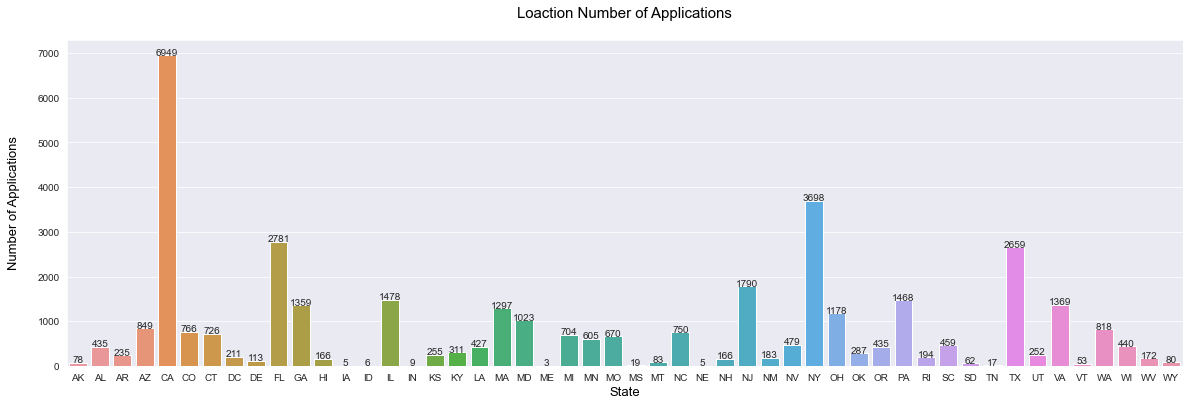 Loaction Number of Applications
Number of Applications
7000
6000
5000
4000
3000
2000
1000
0
78 435 235 849 6949 766 726 211 113 2781 1359 166 5 6 1478 9 255 311 427 1297 1023 3 704 605 670 19 83 750 5 166 1790 183 479 3698 1178 287 435 1468 194 459 62 17 2659 252 1369 53 818 440 172 80
AK AL AR AZ CA CO CT DC DE FL GA HI IA ID IL IN KS KY LA MA MD ME MI MN MO MS MT NC NE NH NJ NM NV NY OH OK OR PA RI SC SD TN TX UT VA VT WA WI WV WY
State